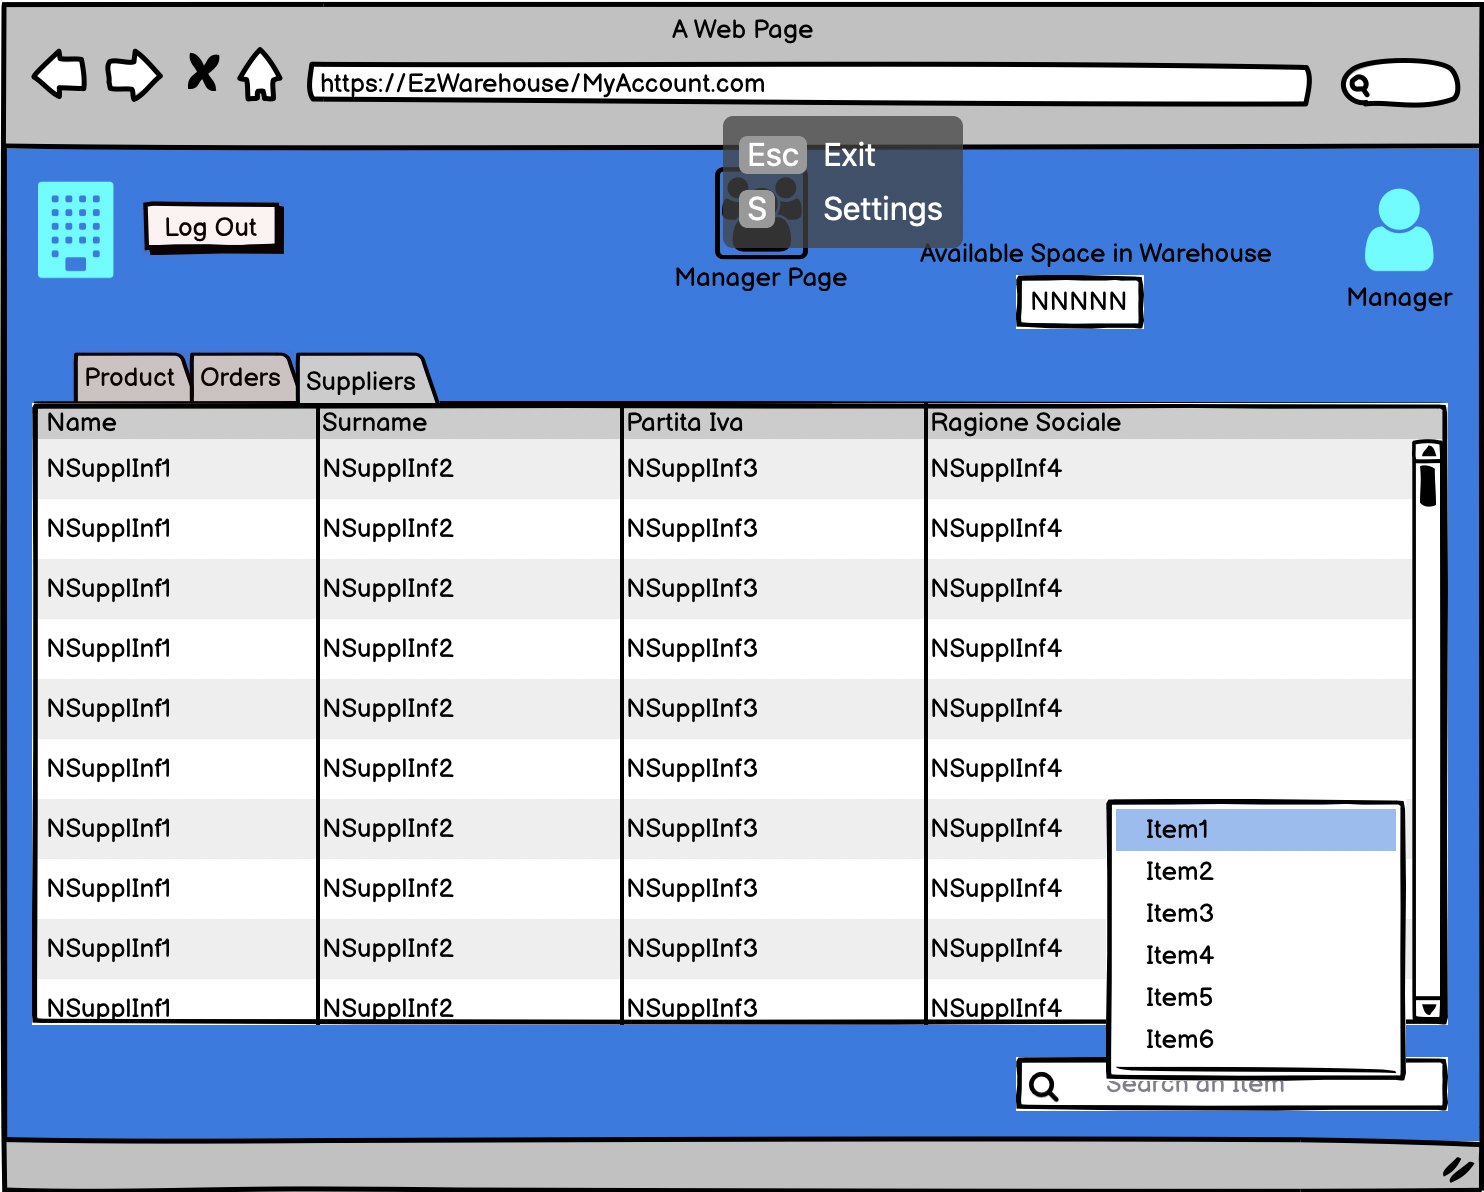 A Web Page
https://EzWarehouse/MyAccount.com
Esc Exit
S Settings
Log Out
Available Space in Warehouse
Manager Page
NNNNN
Manager
Product Orders Suppliers
Name Surname Partita Iva Ragione Sociale
NSupplInf1 NSupplInf2 NSupplInf3 NSupplInf4
NSupplInf1 NSupplInf2 NSupplInf3 NSupplInf4
NSupplInf1 NSupplInf2 NSupplInf3 NSupplInf4
NSupplInf1 NSupplInf2 NSupplInf3 NSupplInf4
NSupplInf1 NSupplInf2 NSupplInf3 NSupplInf4
NSupplInf1 NSupplInf2 NSupplInf3 NSupplInf4
NSupplInf1 NSupplInf2 NSupplInf3 NSupplInf4
NSupplInf1 NSupplInf2 NSupplInf3 NSupplInf4
NSupplInf1 NSupplInf2 NSupplInf3 NSupplInf4
NSupplInf1 NSupplInf2 NSupplInf3 NSupplInf4
Item1
Item2
Item3
Item4
Item5
Item6
Search an Item